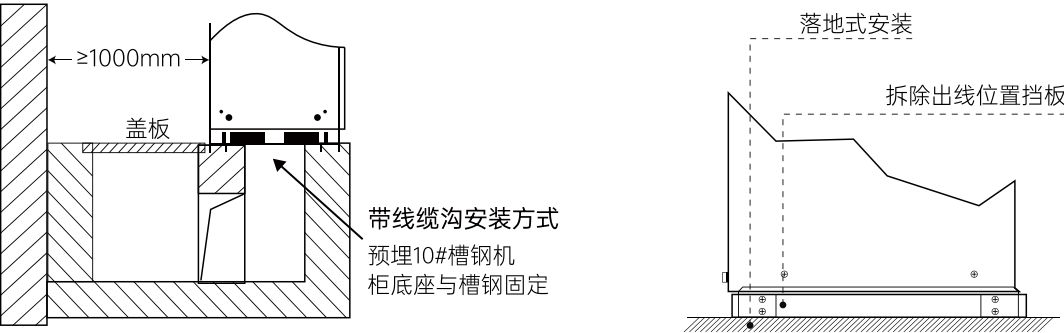 ≥1000mm
盖板
带线缆沟安装方式
预埋10#槽钢机
柜底座与槽钢固定
落地式安装
拆除出线位置挡板